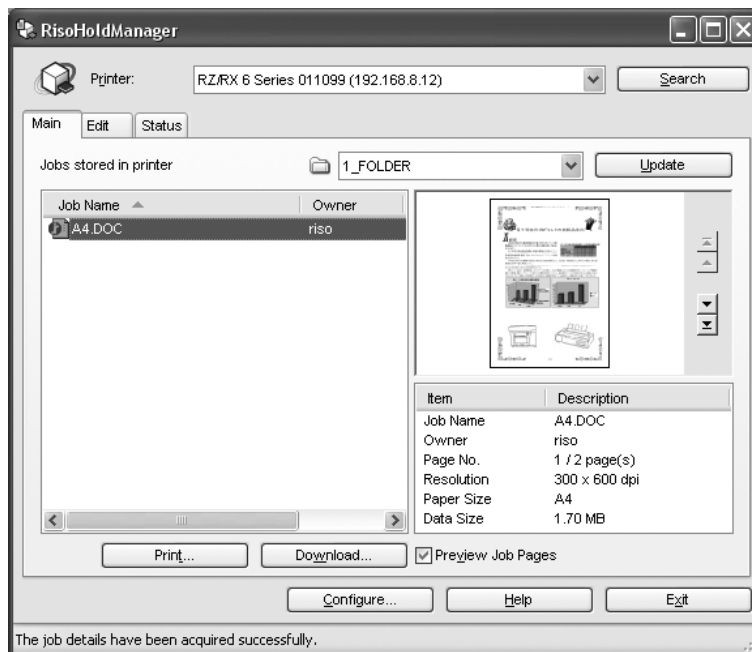 RisoHoldManager
Printer: RZ/RX 6 Series 011099 (192.168.8.12) Search
Main Edit Status
Jobs stored in printer 1_FOLDER Update
Job Name Owner
A4.DOC riso
Item Description
Job Name A4.DOC
Owner riso
Page No. 1 / 2 page(s)
Resolution 300 x 600 dpi
Paper Size A4
Data Size 1.70 MB
Print... Download... Preview Job Pages
Configure... Help Exit
The job details have been acquired successfully.